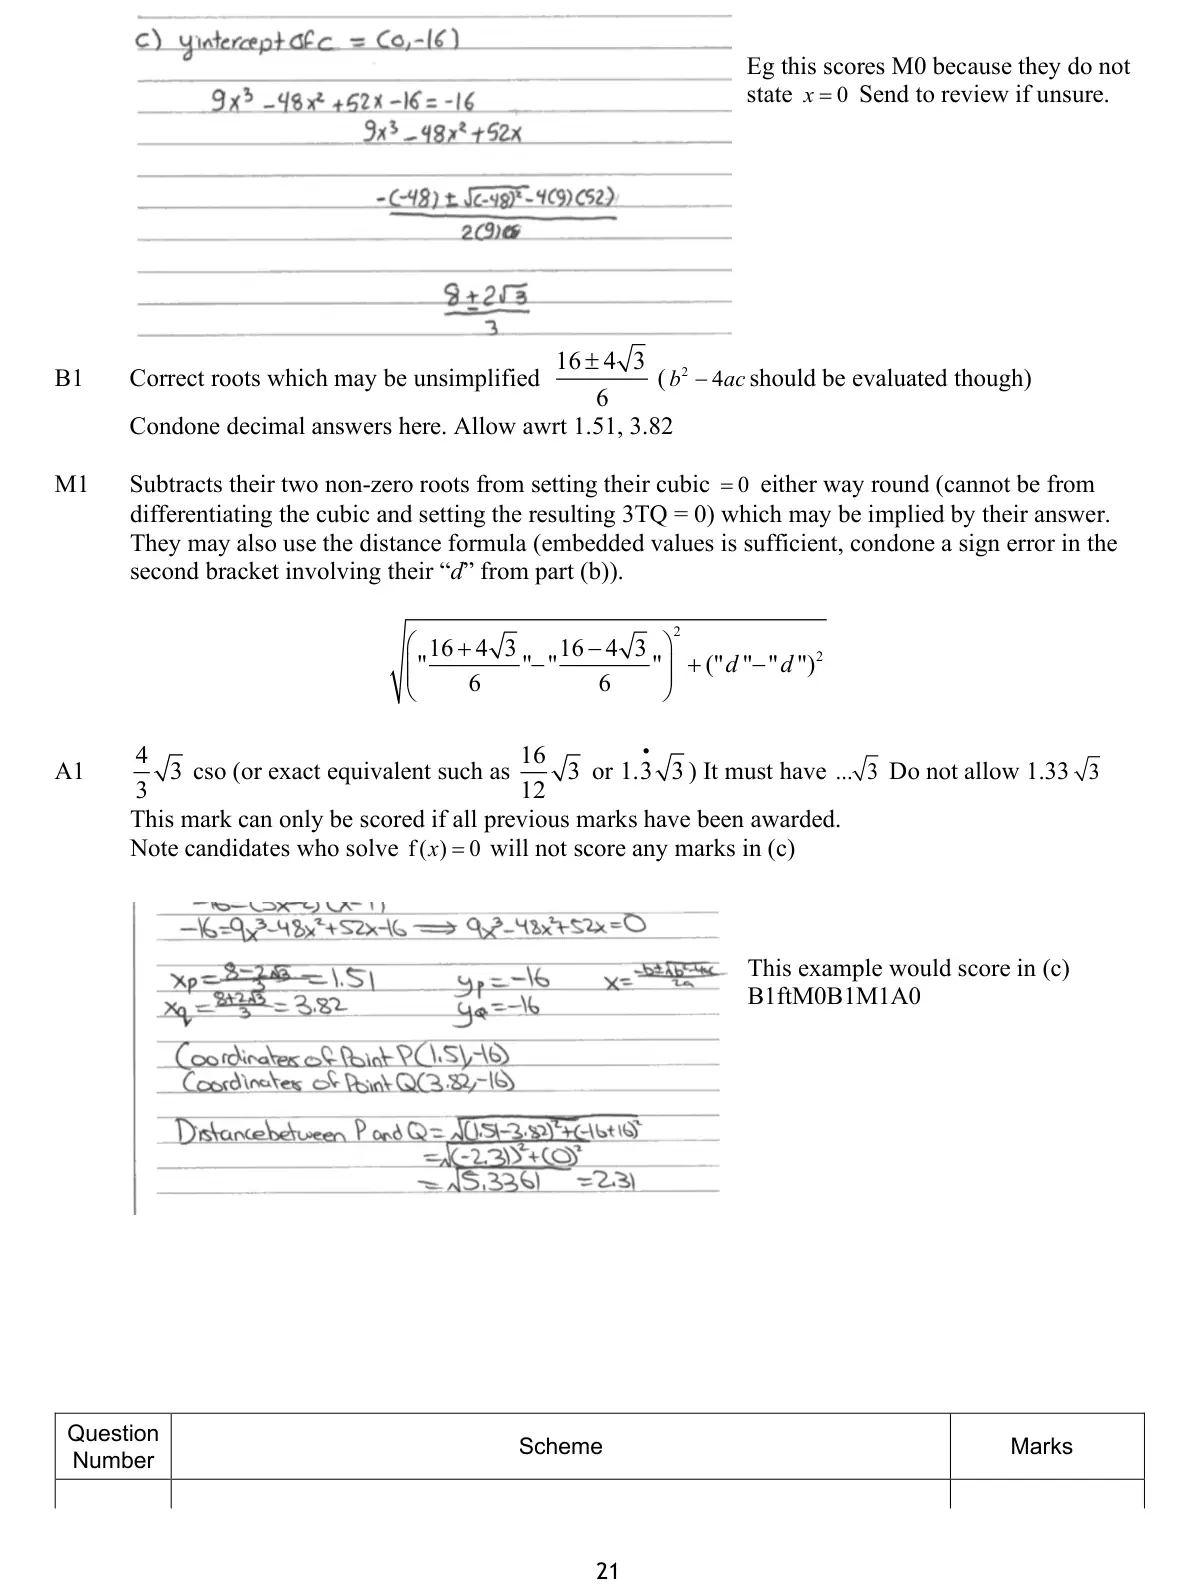 c) y intercept of c = (0,-16)
Eg this scores M0 because they do not
state x = 0 Send to review if unsure.
9x³ -48x² +52x -16 = -16
9x³ -48x² +52x
-(-48) ± √(-48)² - 4(9)(52)
2(9)
8 ± 2√3
3
B1 Correct roots which may be unsimplified (16 ± 4√3)/6 ( b² − 4ac should be evaluated though)
Condone decimal answers here. Allow awrt 1.51, 3.82
M1 Subtracts their two non-zero roots from setting their cubic = 0 either way round (cannot be from
differentiating the cubic and setting the resulting 3TQ = 0) which may be implied by their answer.
They may also use the distance formula (embedded values is sufficient, condone a sign error in the
second bracket involving their “d” from part (b)).
√(("(16 + 4√3)/6" − "(16 − 4√3)/6")² + ("d" − "d")²)
A1 4/3 √3 cso (or exact equivalent such as 16/12 √3 or 1.3̇√3 ) It must have ...√3 Do not allow 1.33 √3
This mark can only be scored if all previous marks have been awarded.
Note candidates who solve f(x) = 0 will not score any marks in (c)
-16=9x³-48x²+52x-16 ⟹ 9x³-48x²+52x=0
xp = (8-2√3)/3 = 1.51 yp = -16 x = (-b±√b²-4ac)/2a
xq = (8+2√3)/3 = 3.82 yQ = -16
This example would score in (c)
B1ftM0B1M1A0
Coordinates of Point P(1.51,-16)
Coordinates of Point Q(3.82,-16)
Distance between P and Q = √(1.51-3.82)²+(-16+16)²
= √(-2.31)²+(0)²
= √5.3361 = 2.31
Question Number Scheme Marks
21